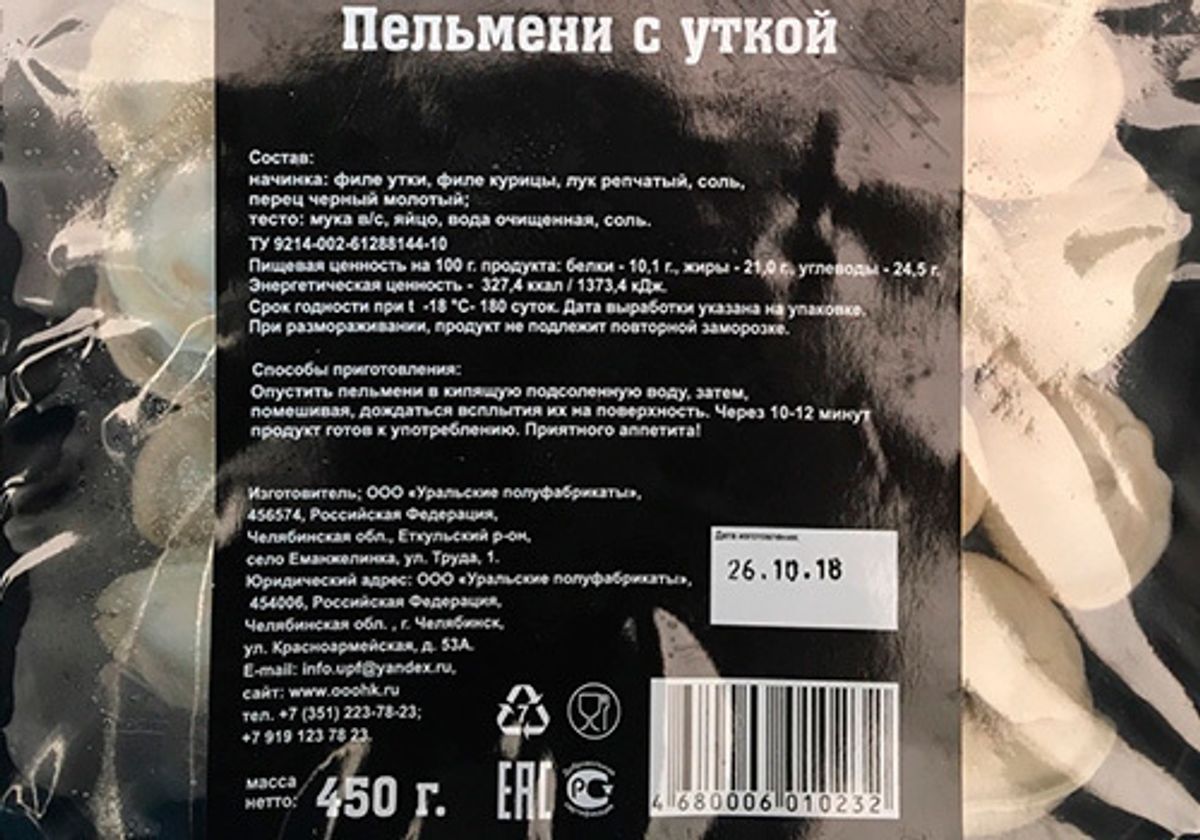 Пельмени с уткой
Состав:
начинка: филе утки, филе курицы, лук репчатый, соль,
перец черный молотый;
тесто: мука в/с, яйцо, вода очищенная, соль.
ТУ 9214-002-61288144-10
Пищевая ценность на 100 г. продукта: белки - 10,1 г., жиры - 21,0 г., углеводы - 24,5 г.
Энергетическая ценность - 327,4 ккал / 1373,4 кДж.
Срок годности при t -18 °С- 180 суток. Дата выработки указана на упаковке.
При размораживании, продукт не подлежит повторной заморозке.
Способы приготовления:
Опустить пельмени в кипящую подсоленную воду, затем,
помешивая, дождаться всплытия их на поверхность. Через 10-12 минут
продукт готов к употреблению. Приятного аппетита!
Изготовитель; ООО «Уральские полуфабрикаты»,
456574, Российская Федерация,
Челябинская обл., Еткульский р-он,
село Еманжелинка, ул. Труда, 1.
Юридический адрес: ООО «Уральские полуфабрикаты»,
454006, Российская Федерация,
Челябинская обл. , г. Челябинск,
ул. Красноармейская, д. 53А.
E-mail: info.upf@yandex.ru,
сайт: www.ooohk.ru
тел. +7 (351) 223-78-23;
+7 919 123 78 23.
Дата изготовления:
26.10.18
7
масса
нетто: 450 г.
ЕАС
РС
4 680006 010232